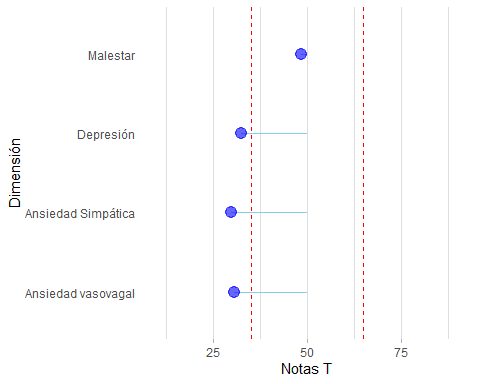 Malestar
Depresión
Ansiedad Simpática
Ansiedad vasovagal
Dimensión
25 50 75
Notas T